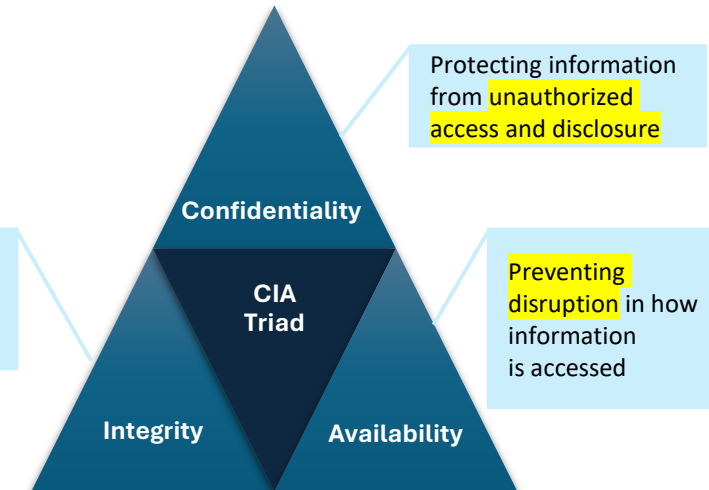 Protecting information
from unauthorized
access and disclosure
Confidentiality
CIA
Triad
Preventing
disruption in how
information
is accessed
Integrity
Availability